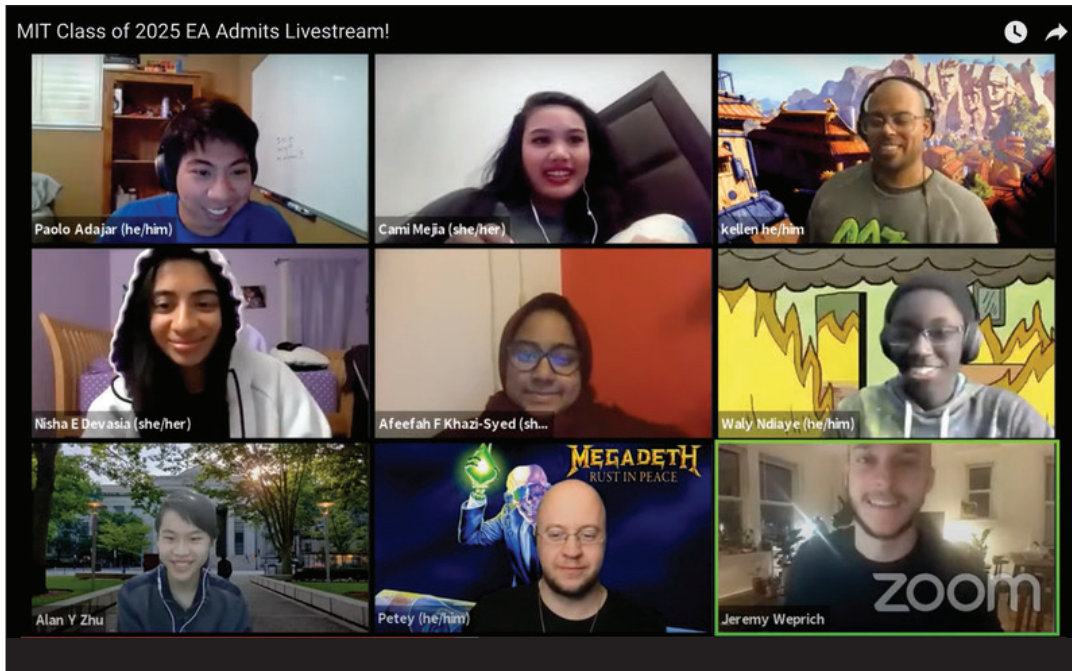 MIT Class of 2025 EA Admits Livestream!
Paolo Adajar (he/him)
Cami Mejia (she/her)
kellen he/him
Nisha E Devasia (she/her)
Afeefah F Khazi-Syed (sh...
Waly Ndiaye (he/him)
MEGADETH
RUST IN PEACE
Alan Y Zhu
Petey (he/him)
Jeremy Weprich
zoom